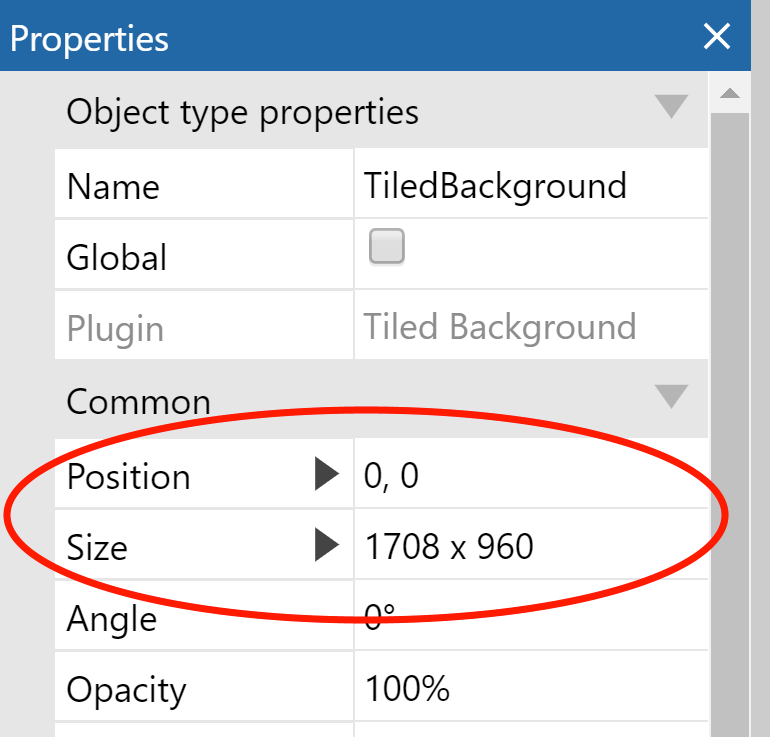 Properties
Object type properties
Name TiledBackground
Global
Plugin Tiled Background
Common
Position 0, 0
Size 1708 x 960
Angle 0°
Opacity 100%